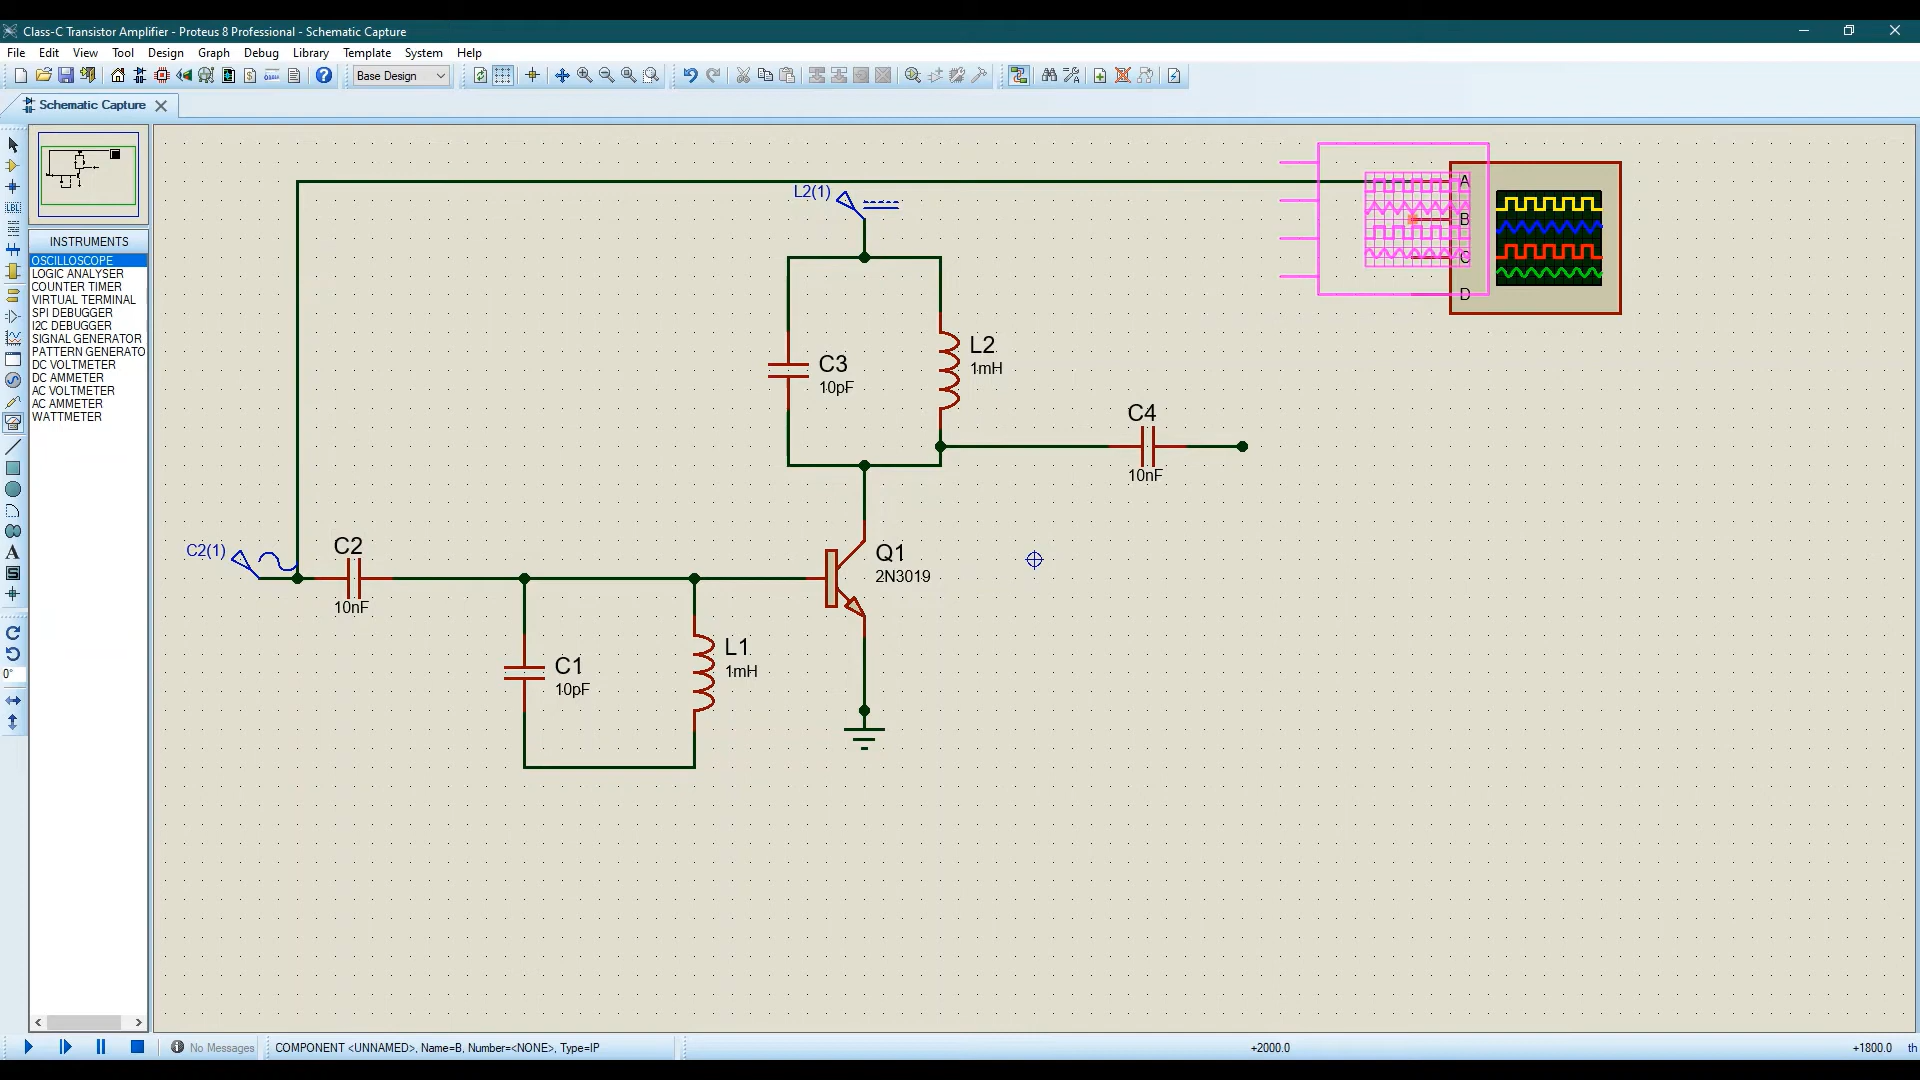 Class-C Transistor Amplifier - Proteus 8 Professional - Schematic Capture
File Edit View Tool Design Graph Debug Library Template System Help
Base Design
Schematic Capture
INSTRUMENTS
OSCILLOSCOPE
LOGIC ANALYSER
COUNTER TIMER
VIRTUAL TERMINAL
SPI DEBUGGER
I2C DEBUGGER
SIGNAL GENERATOR
PATTERN GENERATO
DC VOLTMETER
DC AMMETER
AC VOLTMETER
AC AMMETER
WATTMETER
LBL
A
S
0°
L2(1)
A
B
C
D
C3
10pF
L2
1mH
C4
10nF
C2(1)
C2
10nF
Q1
2N3019
C1
10pF
L1
1mH
No Messages
COMPONENT <UNNAMED>, Name=B, Number=<NONE>, Type=IP
+2000.0
+1800.0
th